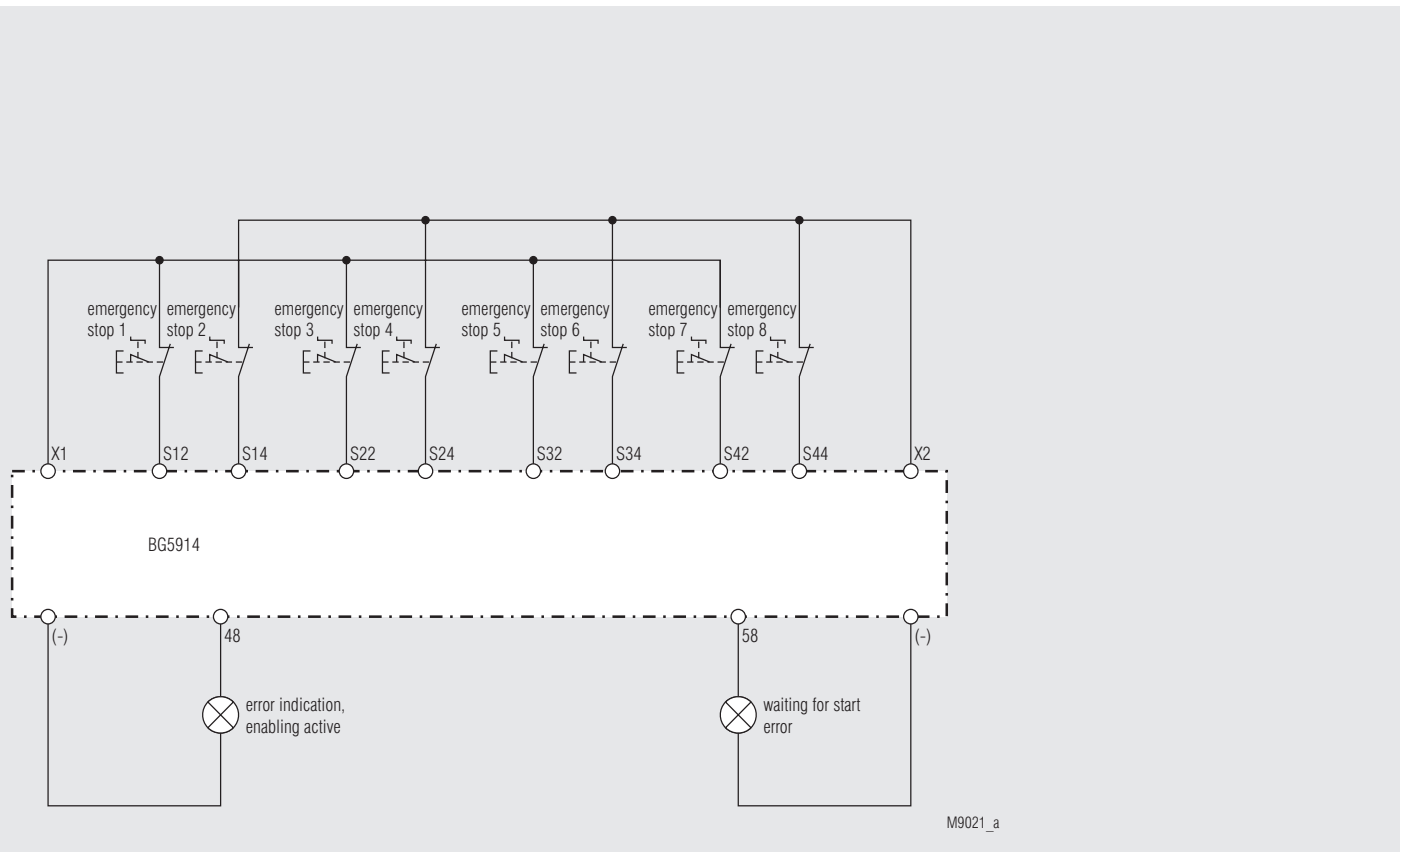 emergency
stop 1
emergency
stop 2
emergency
stop 3
emergency
stop 4
emergency
stop 5
emergency
stop 6
emergency
stop 7
emergency
stop 8
X1
S12
S14
S22
S24
S32
S34
S42
S44
X2
BG5914
(-)
48
58
(-)
error indication,
enabling active
waiting for start
error
M9021_a